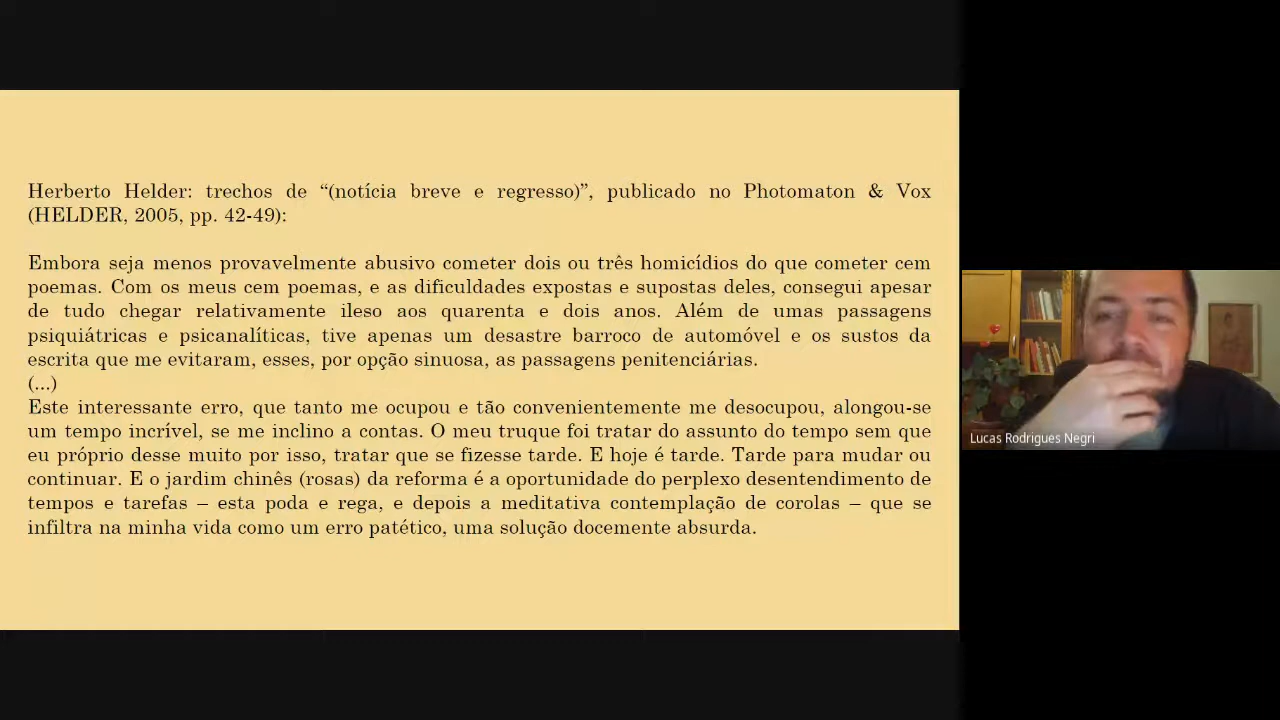 Herberto Helder: trechos de “(notícia breve e regresso)”, publicado no Photomaton & Vox
(HELDER, 2005, pp. 42-49):
Embora seja menos provavelmente abusivo cometer dois ou três homicídios do que cometer cem
poemas. Com os meus cem poemas, e as dificuldades expostas e supostas deles, consegui apesar
de tudo chegar relativamente ileso aos quarenta e dois anos. Além de umas passagens
psiquiátricas e psicanalíticas, tive apenas um desastre barroco de automóvel e os sustos da
escrita que me evitaram, esses, por opção sinuosa, as passagens penitenciárias.
(...)
Este interessante erro, que tanto me ocupou e tão convenientemente me desocupou, alongou-se
um tempo incrível, se me inclino a contas. O meu truque foi tratar do assunto do tempo sem que
eu próprio desse muito por isso, tratar que se fizesse tarde. E hoje é tarde. Tarde para mudar ou
continuar. E o jardim chinês (rosas) da reforma é a oportunidade do perplexo desentendimento de
tempos e tarefas – esta poda e rega, e depois a meditativa contemplação de corolas – que se
infiltra na minha vida como um erro patético, uma solução docemente absurda.
Lucas Rodrigues Negri